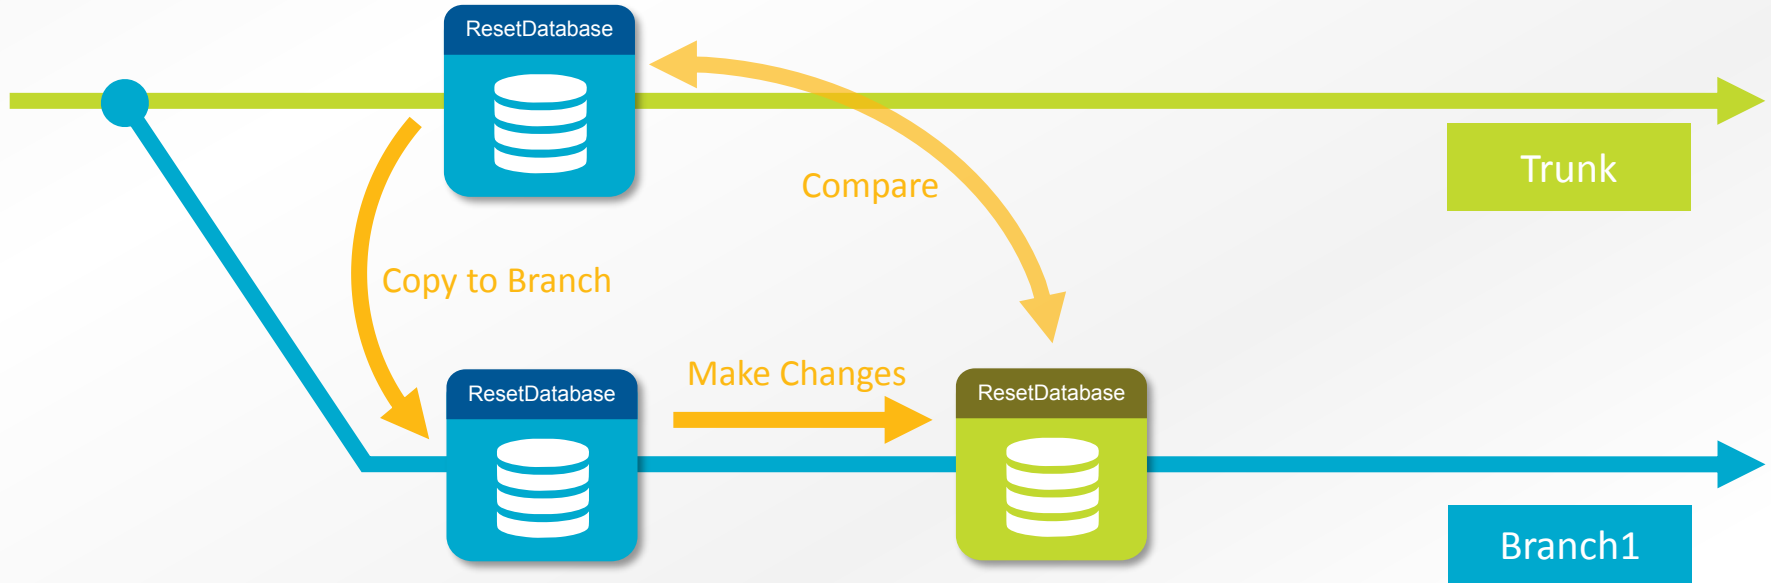 ResetDatabase
Trunk
Compare
Copy to Branch
Make Changes
ResetDatabase
ResetDatabase
Branch1